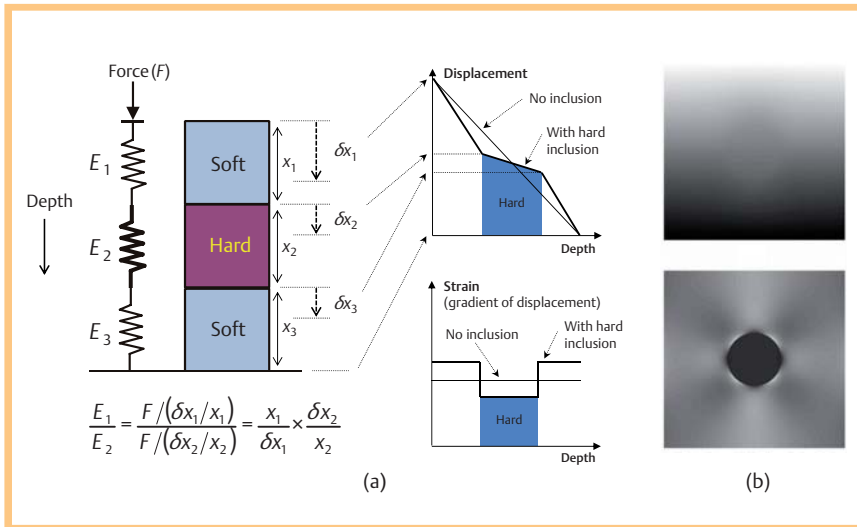 Force (F)
Depth
E1
E2
E3
Soft
Hard
Soft
x1
x2
x3
δx1
δx2
δx3
Displacement
No inclusion
With hard
inclusion
Hard
Depth
Strain
(gradient of displacement)
No inclusion
With hard
inclusion
Hard
Depth
E1/E2 = F/(δx1/x1) / F/(δx2/x2) = x1/δx1 × δx2/x2
(a)
(b)